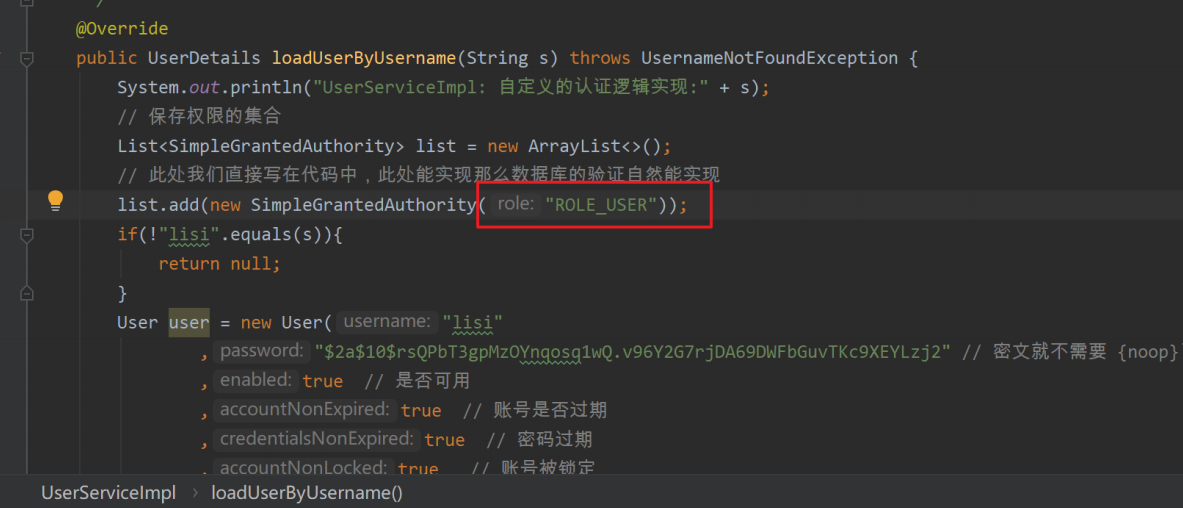 /
@Override
public UserDetails loadUserByUsername(String s) throws UsernameNotFoundException {
System.out.println("UserServiceImpl: 自定义的认证逻辑实现:" + s);
// 保存权限的集合
List<SimpleGrantedAuthority> list = new ArrayList<>();
// 此处我们直接写在代码中，此处能实现那么数据库的验证自然能实现
list.add(new SimpleGrantedAuthority( role: "ROLE_USER"));
if(!"lisi".equals(s)){
return null;
}
User user = new User( username: "lisi"
, password: "$2a$10$rsQPbT3gpMzOYnqosq1wQ.v96Y2G7rjDA69DWFbGuvTKc9XEYLzj2" // 密文就不需要 {noop}
, enabled: true // 是否可用
, accountNonExpired: true // 账号是否过期
, credentialsNonExpired: true // 密码过期
, accountNonLocked: true // 账号被锁定
UserServiceImpl › loadUserByUsername()